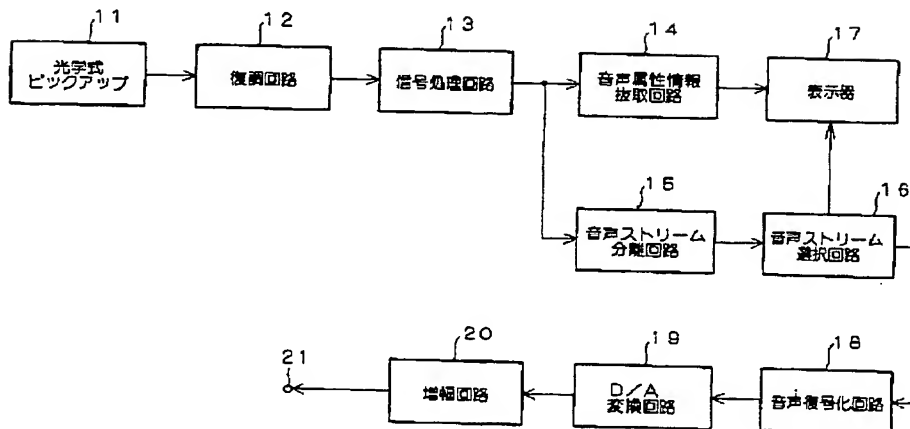 11
光学式
ピックアップ
12
復調回路
13
信号処理回路
14
音声属性情報
抜取回路
17
表示器
15
音声ストリーム
分離回路
16
音声ストリーム
選択回路
21
20
増幅回路
19
D/A
変換回路
18
音声復号化回路